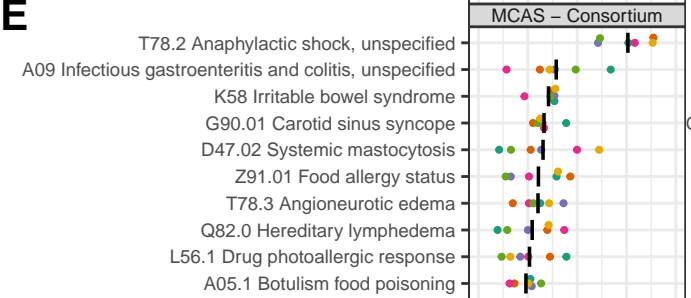 E
MCAS – Consortium
T78.2 Anaphylactic shock, unspecified
A09 Infectious gastroenteritis and colitis, unspecified
K58 Irritable bowel syndrome
G90.01 Carotid sinus syncope
D47.02 Systemic mastocytosis
Z91.01 Food allergy status
T78.3 Angioneurotic edema
Q82.0 Hereditary lymphedema
L56.1 Drug photoallergic response
A05.1 Botulism food poisoning